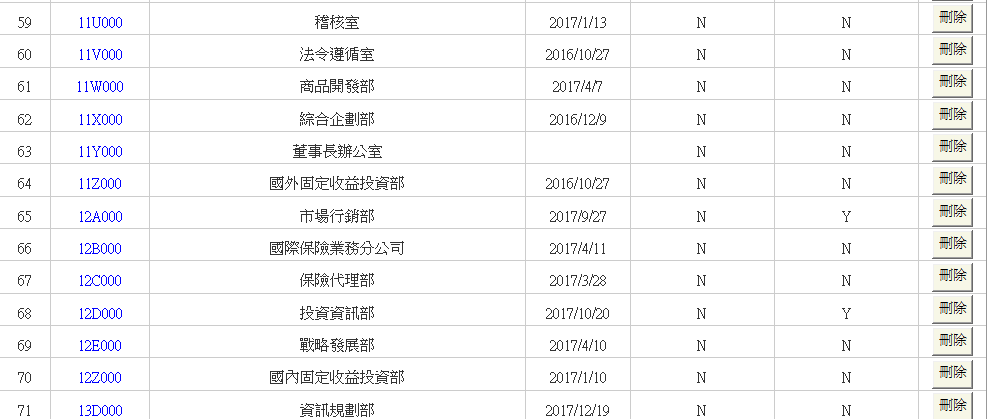 59 11U000 稽核室 2017/1/13 N N 刪除
60 11V000 法令遵循室 2016/10/27 N N 刪除
61 11W000 商品開發部 2017/4/7 N N 刪除
62 11X000 綜合企劃部 2016/12/9 N N 刪除
63 11Y000 董事長辦公室 N N 刪除
64 11Z000 國外固定收益投資部 2016/10/27 N N 刪除
65 12A000 市場行銷部 2017/9/27 N Y 刪除
66 12B000 國際保險業務分公司 2017/4/11 N N 刪除
67 12C000 保險代理部 2017/3/28 N N 刪除
68 12D000 投資資訊部 2017/10/20 N Y 刪除
69 12E000 戰略發展部 2017/4/10 N N 刪除
70 12Z000 國內固定收益投資部 2017/1/10 N N 刪除
71 13D000 資訊規劃部 2017/12/19 N N 刪除